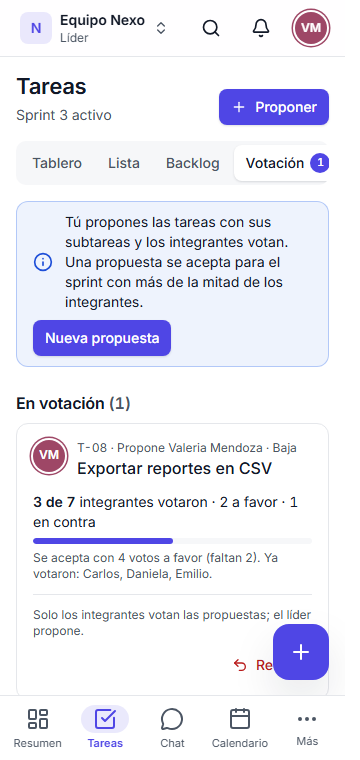 N
Equipo Nexo
Líder
VM
Tareas
Sprint 3 activo
Proponer
Tablero
Lista
Backlog
Votación
1
Tú propones las tareas con sus
subtareas y los integrantes votan.
Una propuesta se acepta para el
sprint con más de la mitad de los
integrantes.
Nueva propuesta
En votación (1)
VM
T-08 · Propone Valeria Mendoza · Baja
Exportar reportes en CSV
3 de 7 integrantes votaron · 2 a favor · 1
en contra
Se acepta con 4 votos a favor (faltan 2). Ya
votaron: Carlos, Daniela, Emilio.
Solo los integrantes votan las propuestas; el líder
propone.
Resumen
Tareas
Chat
Calendario
Más